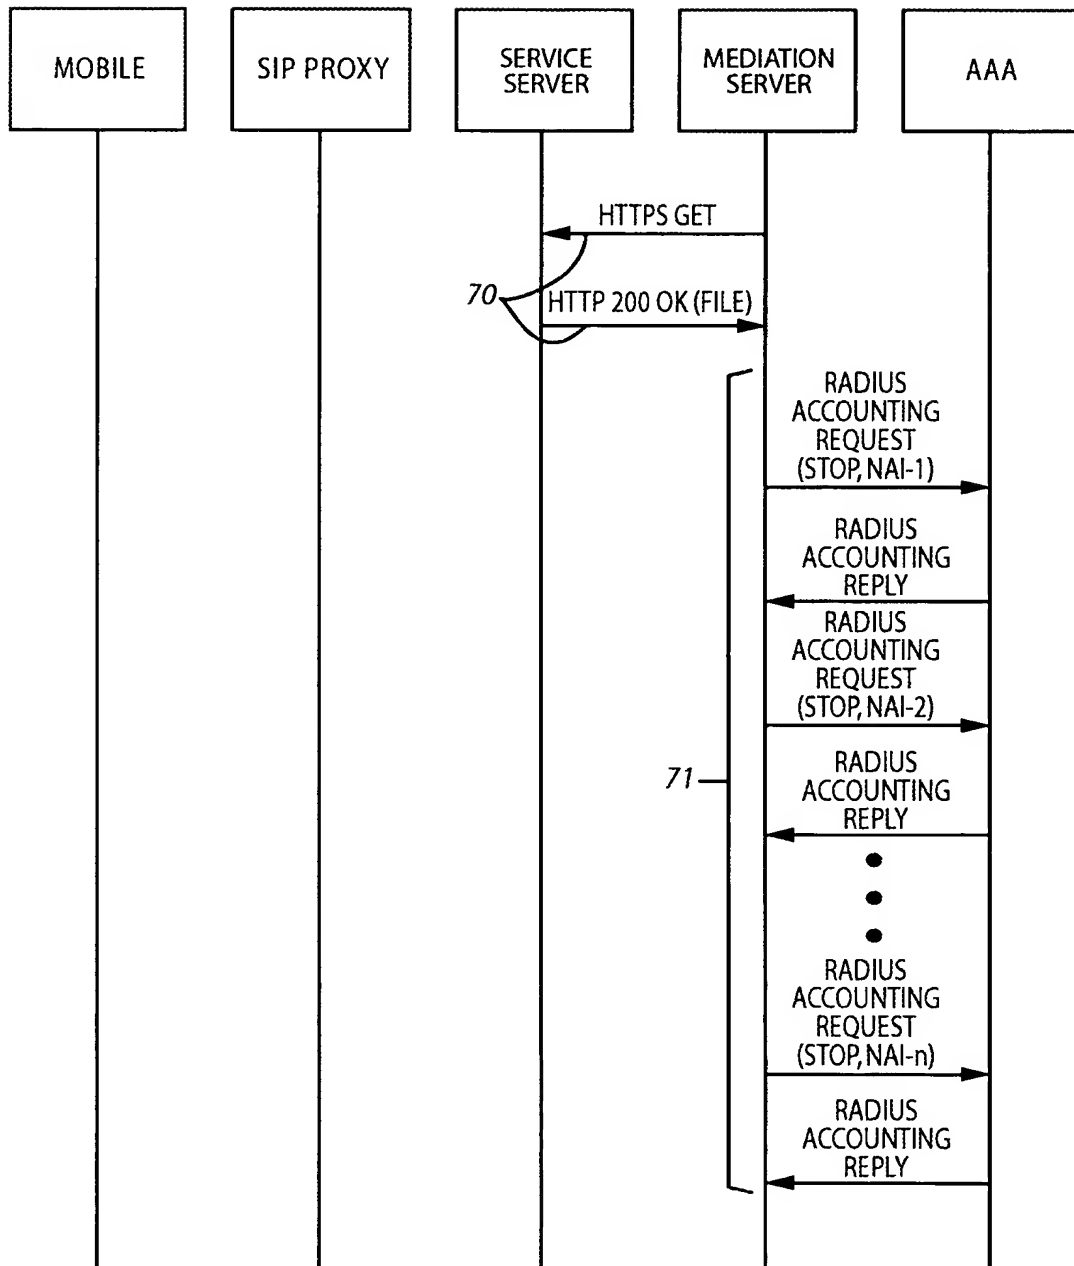 MOBILE
SIP PROXY
SERVICE
SERVER
MEDIATION
SERVER
AAA
HTTPS GET
70
HTTP 200 OK (FILE)
RADIUS
ACCOUNTING
REQUEST
(STOP, NAI-1)
RADIUS
ACCOUNTING
REPLY
RADIUS
ACCOUNTING
REQUEST
(STOP, NAI-2)
71
RADIUS
ACCOUNTING
REPLY
RADIUS
ACCOUNTING
REQUEST
(STOP, NAI-n)
RADIUS
ACCOUNTING
REPLY